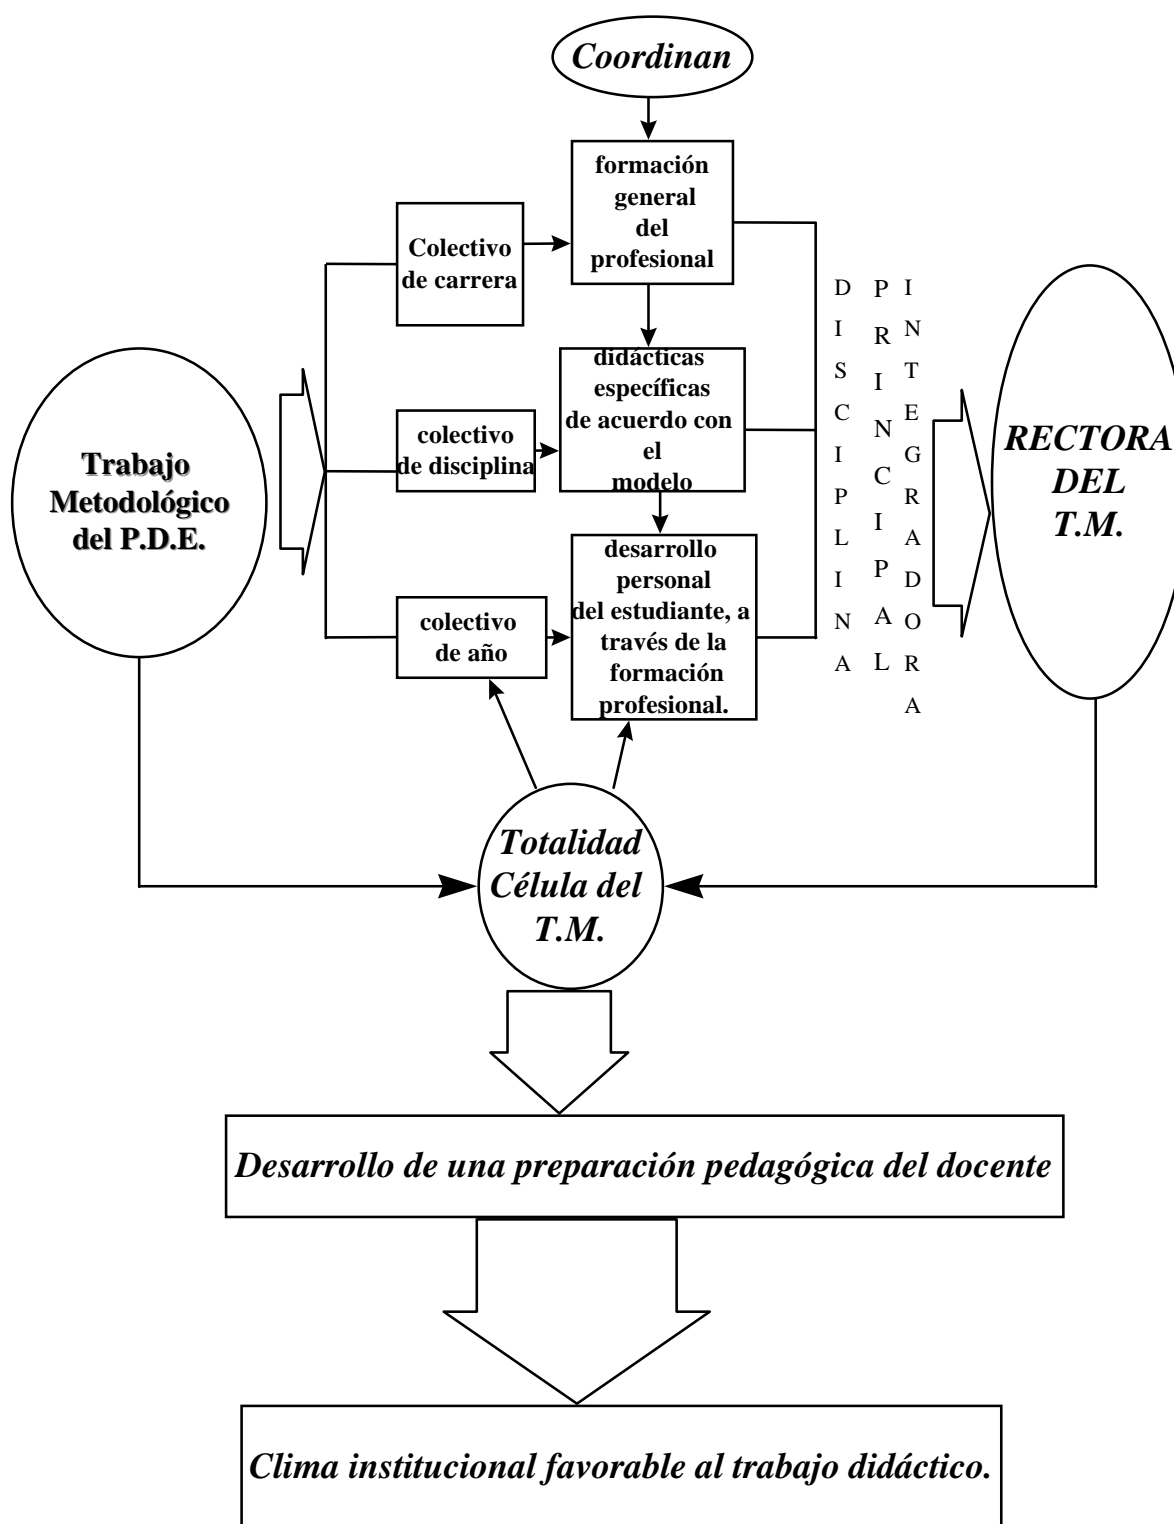 Coordinan
formación
general
del
profesional
Colectivo
de carrera
didácticas
específicas
de acuerdo con
el
modelo
colectivo
de disciplina
Trabajo
Metodológico
del P.D.E.
desarrollo
personal
del estudiante, a
través de la
formación
profesional.
colectivo
de año
DISCIPLINA
PRINCIPAL
INTEGRADORA
RECTORA
DEL
T.M.
Totalidad
Célula del
T.M.
Desarrollo de una preparación pedagógica del docente
Clima institucional favorable al trabajo didáctico.